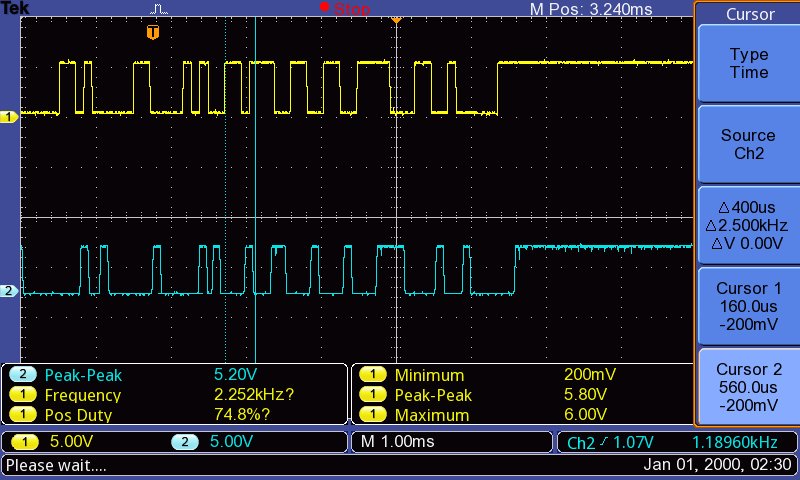 Tek Stop M Pos: 3.240ms
T
1
2
Cursor
Type
Time
Source
Ch2
△400us
△2.500kHz
△V 0.00V
Cursor 1
160.0us
-200mV
Cursor 2
560.0us
-200mV
2 Peak-Peak 5.20V
1 Frequency 2.252kHz?
1 Pos Duty 74.8%?
1 Minimum 200mV
1 Peak-Peak 5.80V
1 Maximum 6.00V
1 5.00V 2 5.00V M 1.00ms Ch2 1.07V 1.18960kHz
Please wait.... Jan 01, 2000, 02:30